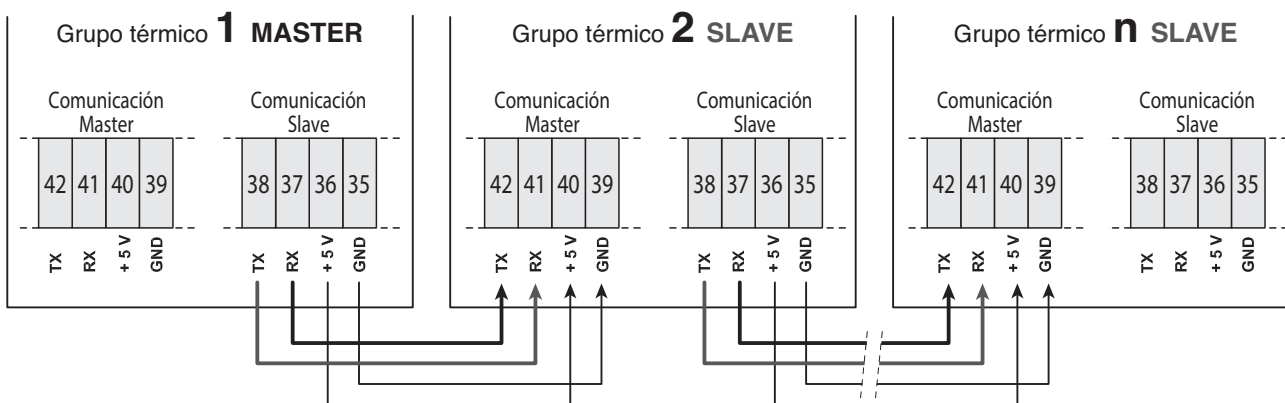 Grupo térmico 1 MASTER
Comunicación Master
Comunicación Slave
42 41 40 39
38 37 36 35
TX RX + 5 V GND
TX RX + 5 V GND
Grupo térmico 2 SLAVE
Comunicación Master
Comunicación Slave
42 41 40 39
38 37 36 35
TX RX + 5 V GND
TX RX + 5 V GND
Grupo térmico n SLAVE
Comunicación Master
Comunicación Slave
42 41 40 39
38 37 36 35
TX RX + 5 V GND
TX RX + 5 V GND